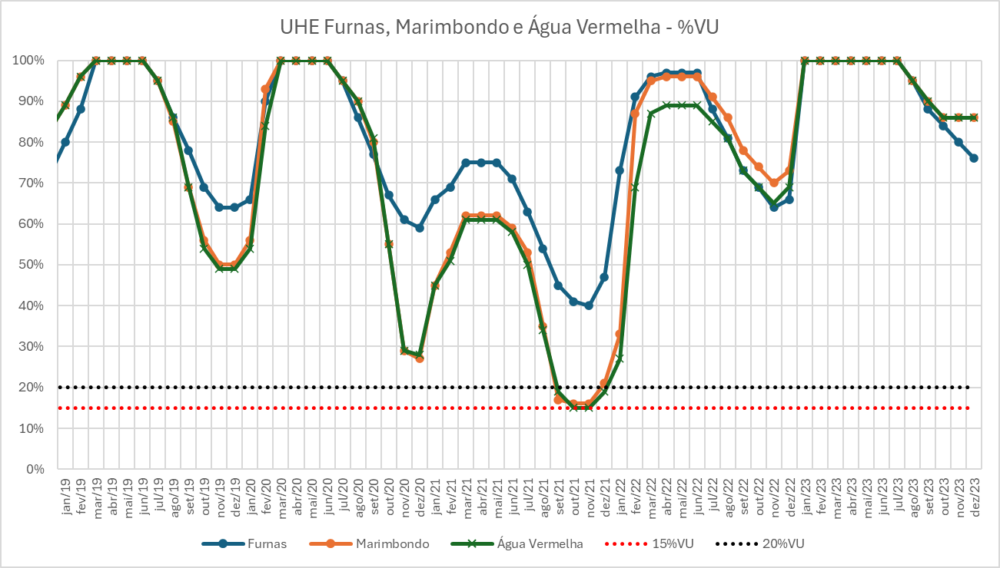 UHE Furnas, Marimbondo e Água Vermelha - %VU
100%
90%
80%
70%
60%
50%
40%
30%
20%
10%
0%
jan/19
fev/19
mar/19
abr/19
mai/19
jun/19
jul/19
ago/19
set/19
out/19
nov/19
dez/19
jan/20
fev/20
mar/20
abr/20
mai/20
jun/20
jul/20
ago/20
set/20
out/20
nov/20
dez/20
jan/21
fev/21
mar/21
abr/21
mai/21
jun/21
jul/21
ago/21
set/21
out/21
nov/21
dez/21
jan/22
fev/22
mar/22
abr/22
mai/22
jun/22
jul/22
ago/22
set/22
out/22
nov/22
dez/22
jan/23
fev/23
mar/23
abr/23
mai/23
jun/23
jul/23
ago/23
set/23
out/23
nov/23
dez/23
Furnas Marimbondo Água Vermelha 15%VU 20%VU